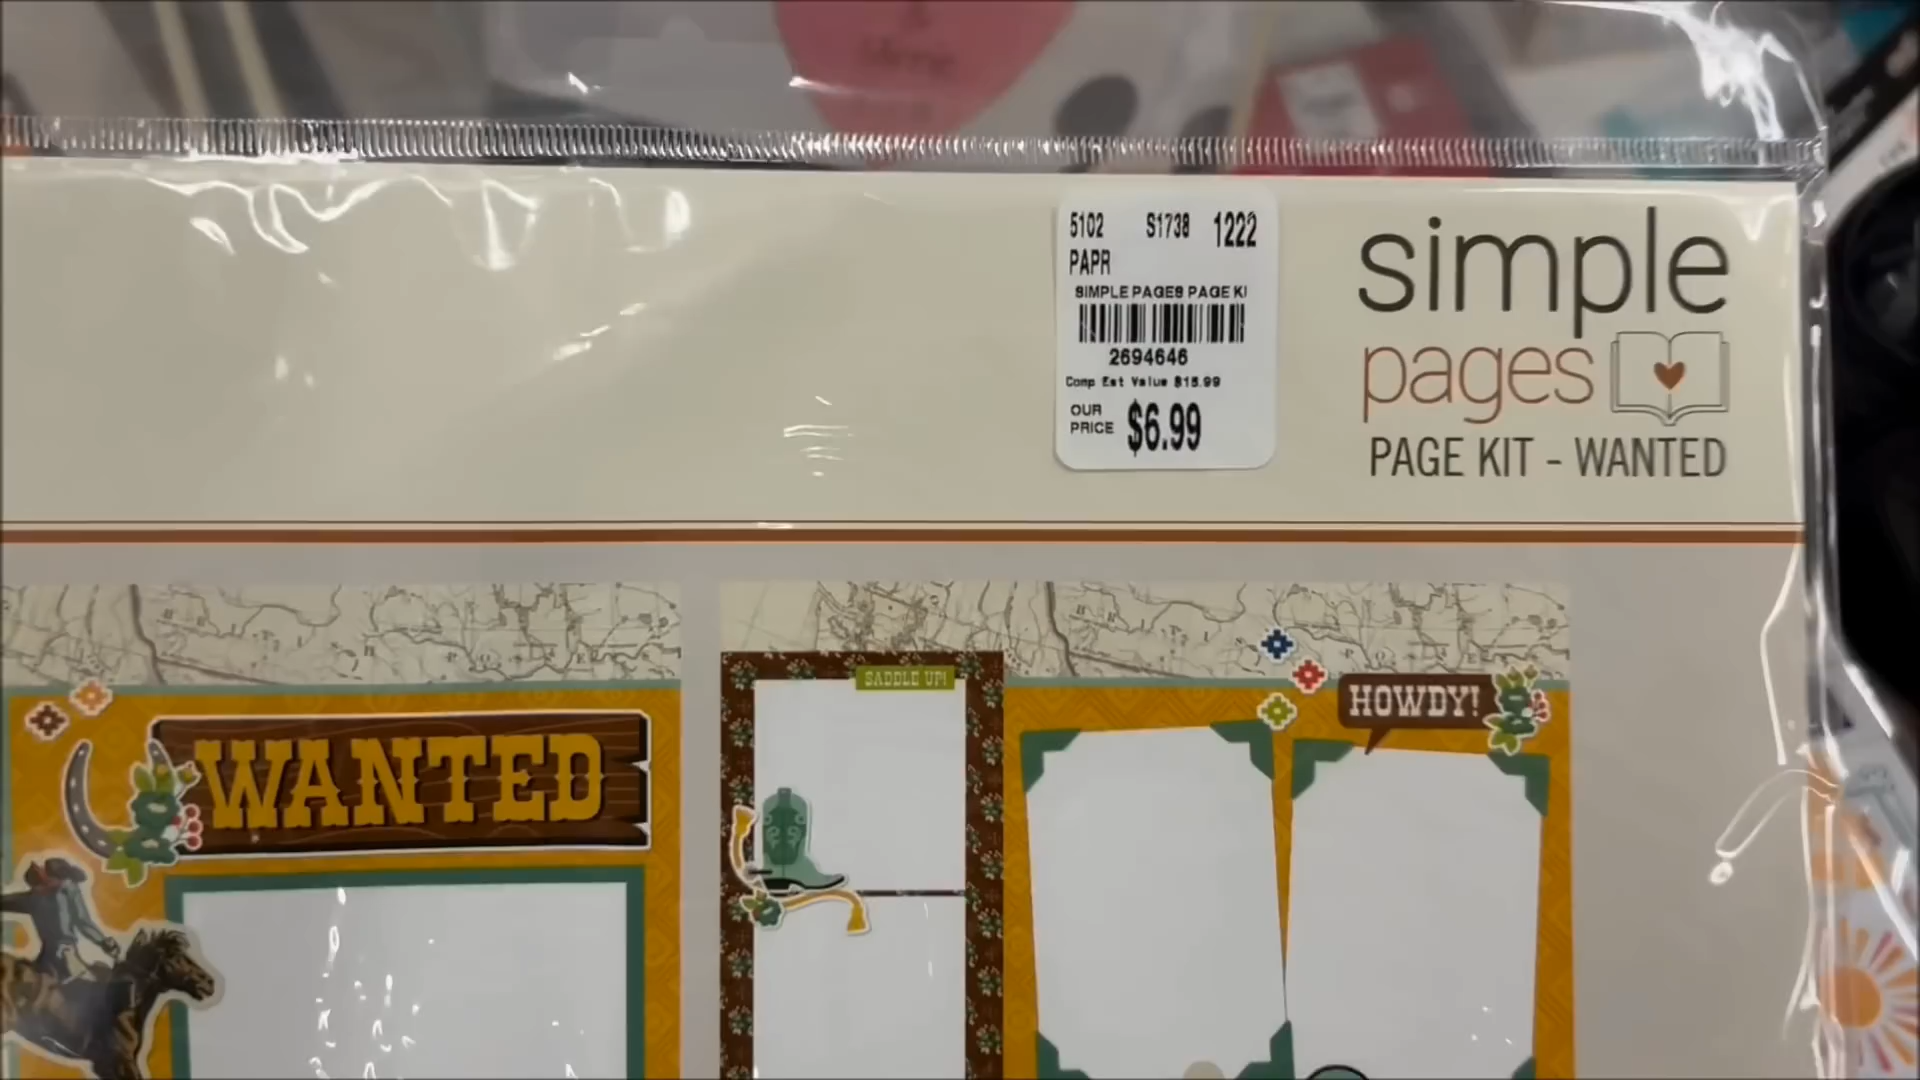 5102 S1738 1222
PAPR
SIMPLE PAGES PAGE KI
2694646
Comp Est Value $15.99
OUR PRICE $6.99
simple
pages
PAGE KIT - WANTED
SADDLE UP!
HOWDY!
WANTED